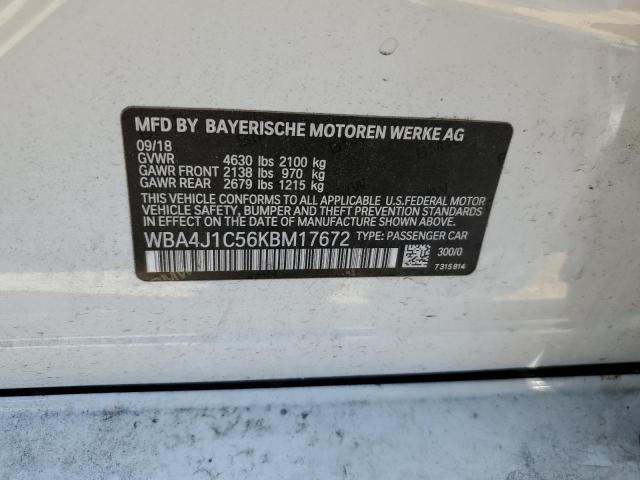 MFD BY BAYERISCHE MOTOREN WERKE AG
09/18
GVWR 4630 lbs 2100 kg
GAWR FRONT 2138 lbs 970 kg
GAWR REAR 2679 lbs 1215 kg
THIS VEHICLE CONFORMS TO ALL APPLICABLE U.S.FEDERAL MOTOR
VEHICLE SAFETY, BUMPER, AND THEFT PREVENTION
STANDARDS IN EFFECT ON THE DATE OF MANUFACTURE SHOWN ABOVE.
WBA4J1C56KBM17672 TYPE: PASSENGER CAR
300/0
7315814